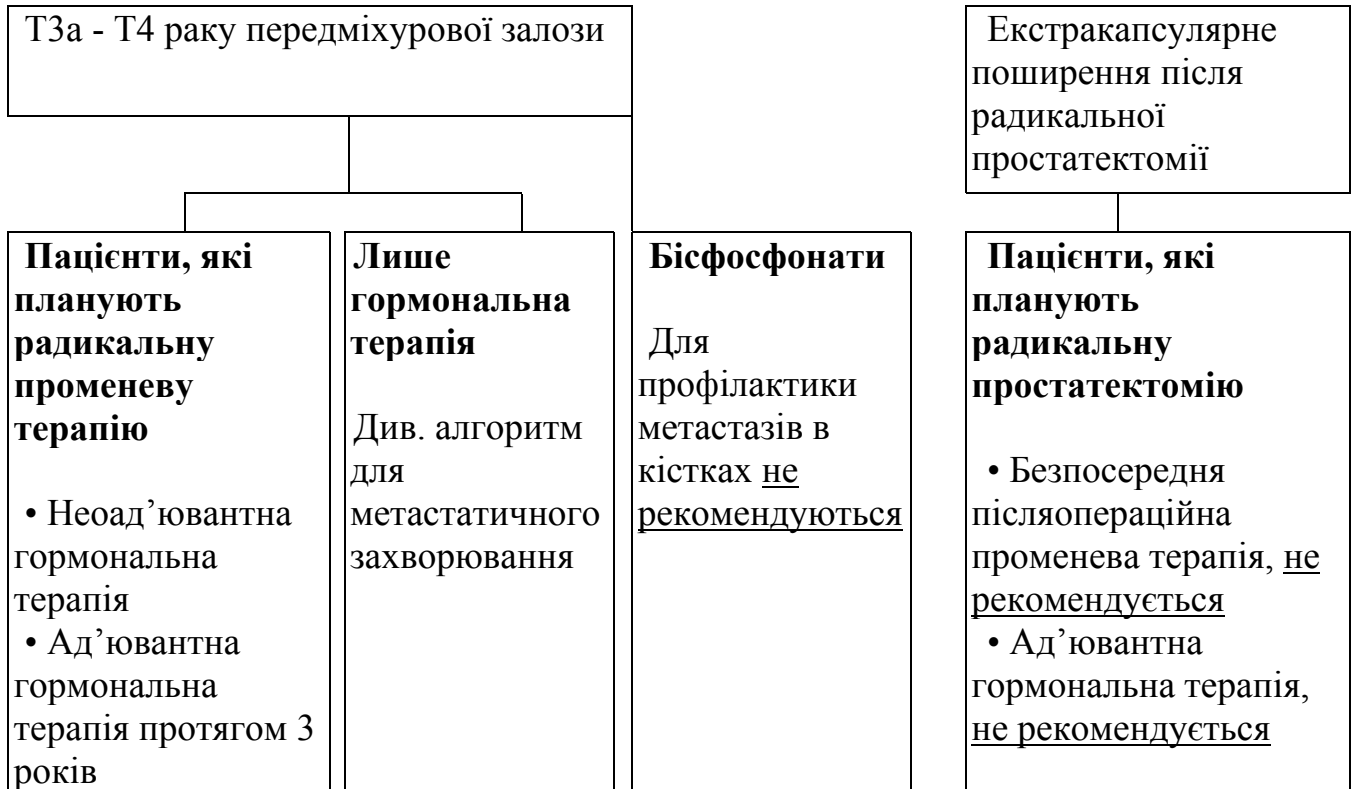 Т3а - Т4 раку передміхурової залози
Екстракапсулярне
поширення після
радикальної
простатектомії
Пацієнти, які
планують
радикальну
променеву
терапію
• Неоад’ювантна
гормональна
терапія
• Ад’ювантна
гормональна
терапія протягом 3
років
Лише
гормональна
терапія
Див. алгоритм
для
метастатичного
захворювання
Бісфосфонати
Для
профілактики
метастазів в
кістках не
рекомендуються
Пацієнти, які
планують
радикальну
простатектомію
• Безпосередня
післяопераційна
променева терапія, не
рекомендується
• Ад’ювантна
гормональна терапія,
не рекомендується